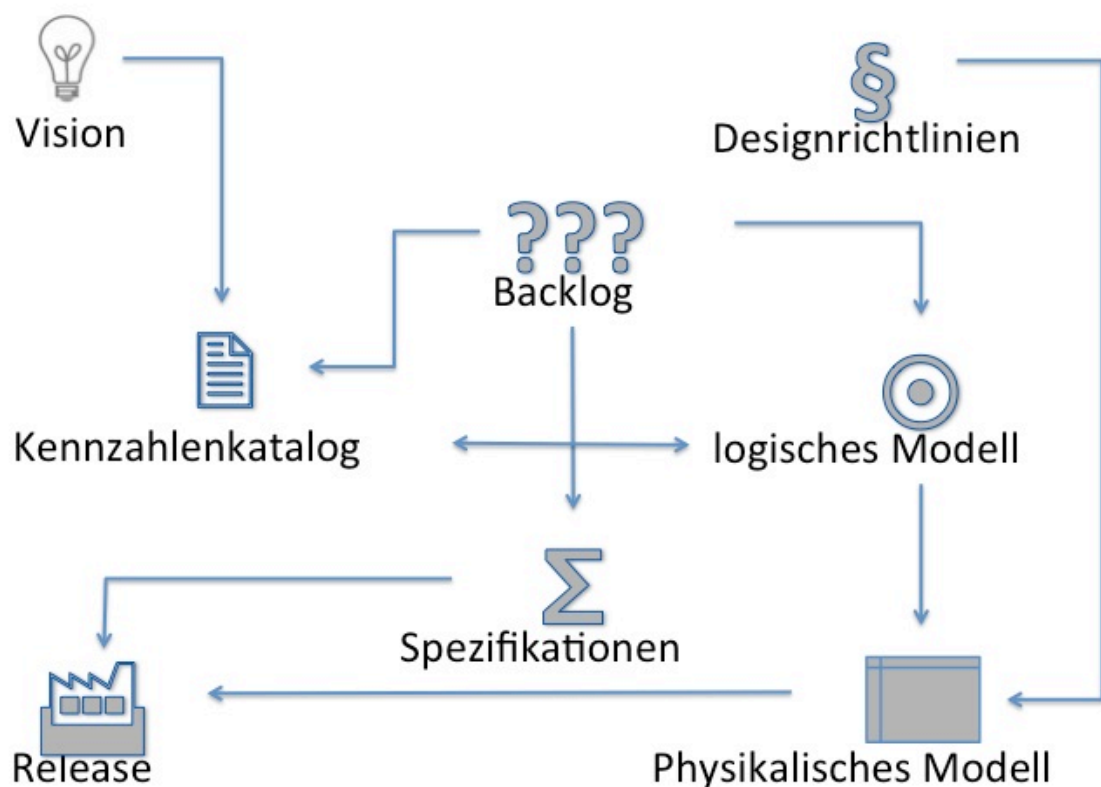 Vision
§
Designrichtlinien
???
Backlog
Kennzahlenkatalog
logisches Modell
Σ
Spezifikationen
Release
Physikalisches Modell